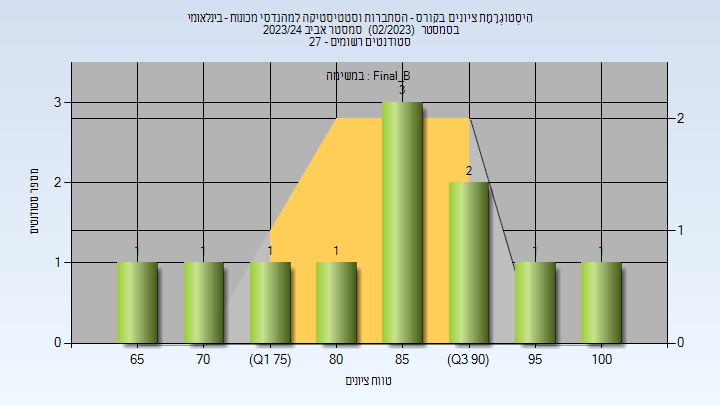 היסטוגרמת ציונים בקורס - הסתברות וסטטיסטיקה למהנדסי מכונות - בינלאומי
בסמסטר (02/2023) סמסטר אביב 2023/24
סטודנטים רשומים - 27
במשימה : Final_B
מספר סטודנטים
3
2
1
0
2
1
0
1
1
1
1
3
2
1
1
65
70
(Q1 75)
80
85
(Q3 90)
95
100
טווח ציונים